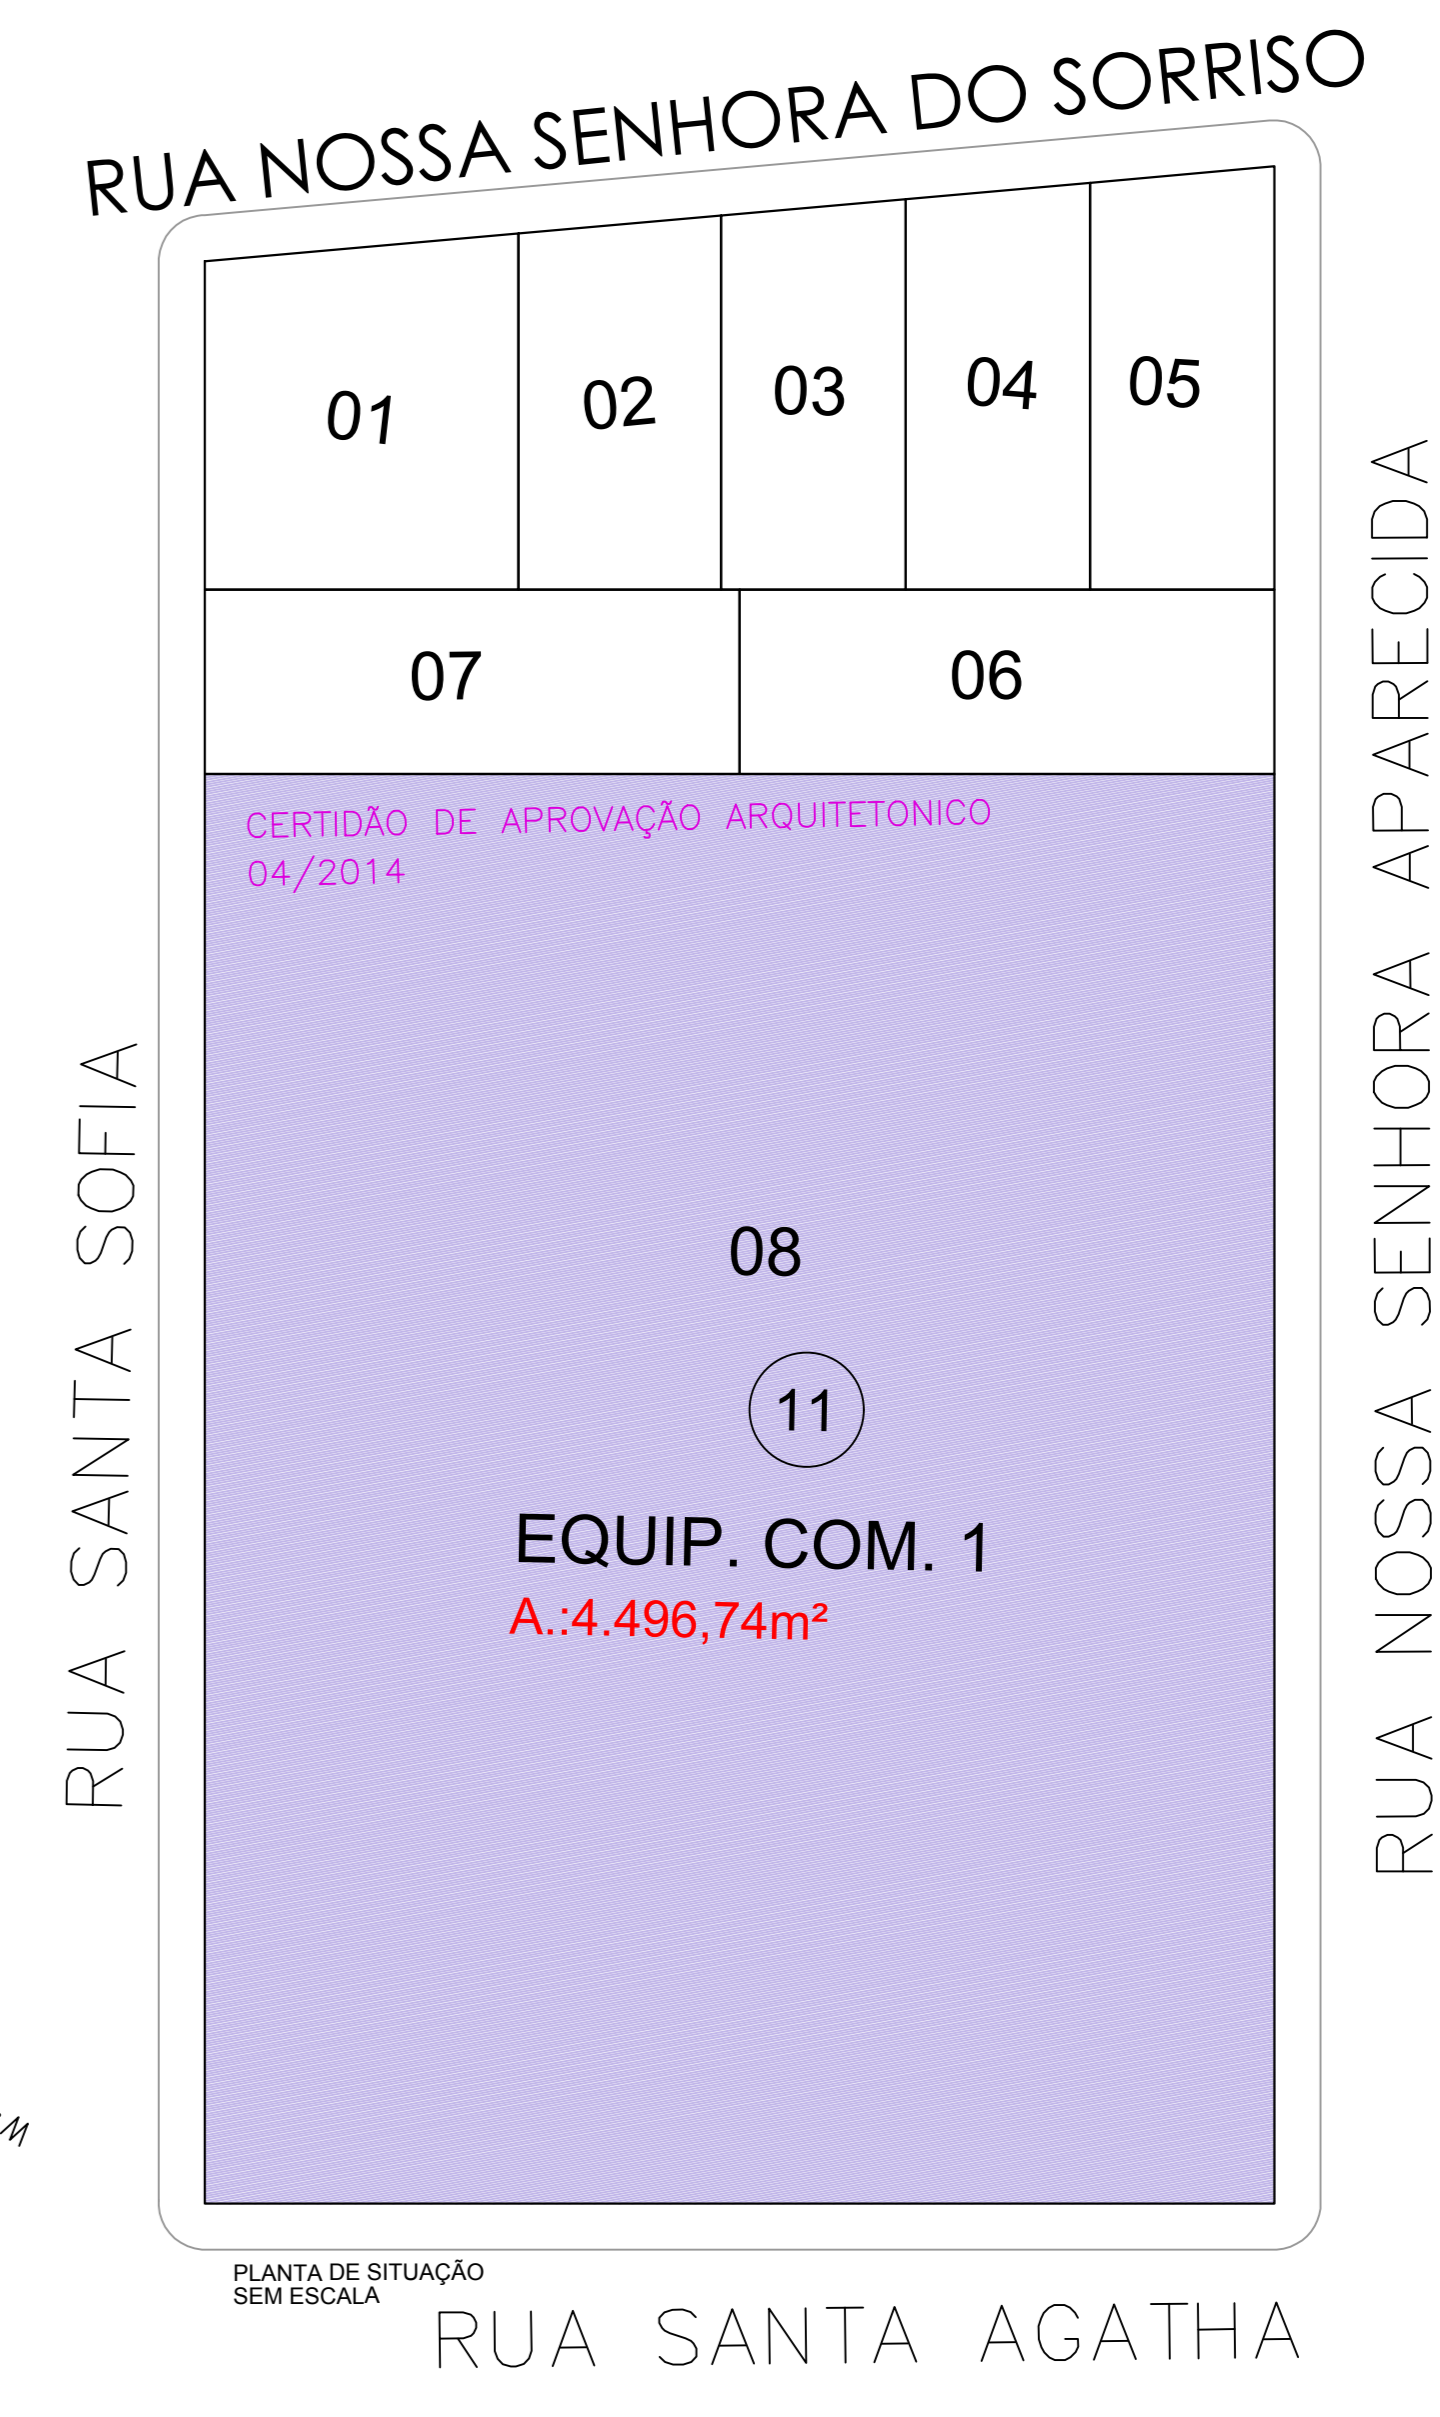 RUA NOSSA SENHORA DO SORRISO
01
02
03
04
05
07
06
CERTIDÃO DE APROVAÇÃO ARQUITETONICO
04/2014
08
11
EQUIP. COM. 1
A.:4.496,74m²
RUA SANTA SOFIA
RUA NOSSA SENHORA APARECIDA
PLANTA DE SITUAÇÃO
SEM ESCALA
RUA SANTA AGATHA